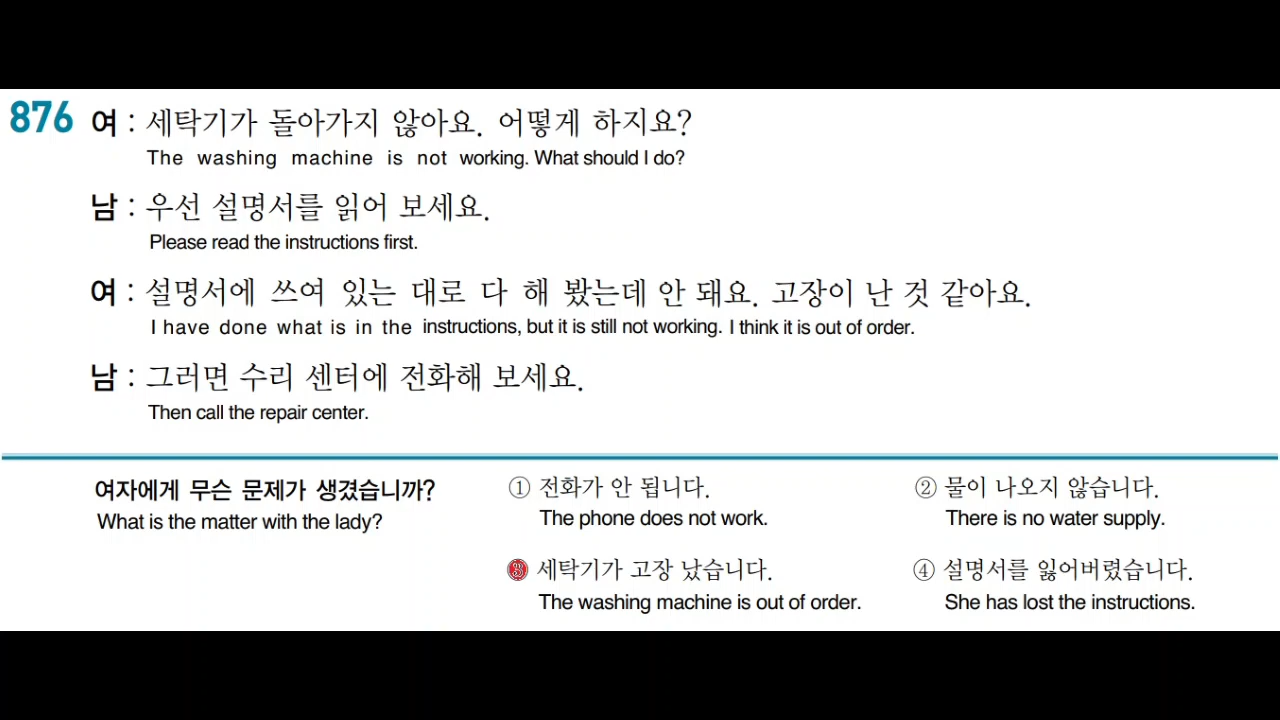 876 여 : 세탁기가 돌아가지 않아요. 어떻게 하지요?
The washing machine is not working. What should I do?
남 : 우선 설명서를 읽어 보세요.
Please read the instructions first.
여 : 설명서에 쓰여 있는 대로 다 해 봤는데 안 돼요. 고장이 난 것 같아요.
I have done what is in the instructions, but it is still not working. I think it is out of order.
남 : 그러면 수리 센터에 전화해 보세요.
Then call the repair center.
여자에게 무슨 문제가 생겼습니까?
What is the matter with the lady?
① 전화가 안 됩니다.
The phone does not work.
② 물이 나오지 않습니다.
There is no water supply.
③ 세탁기가 고장 났습니다.
The washing machine is out of order.
④ 설명서를 잃어버렸습니다.
She has lost the instructions.